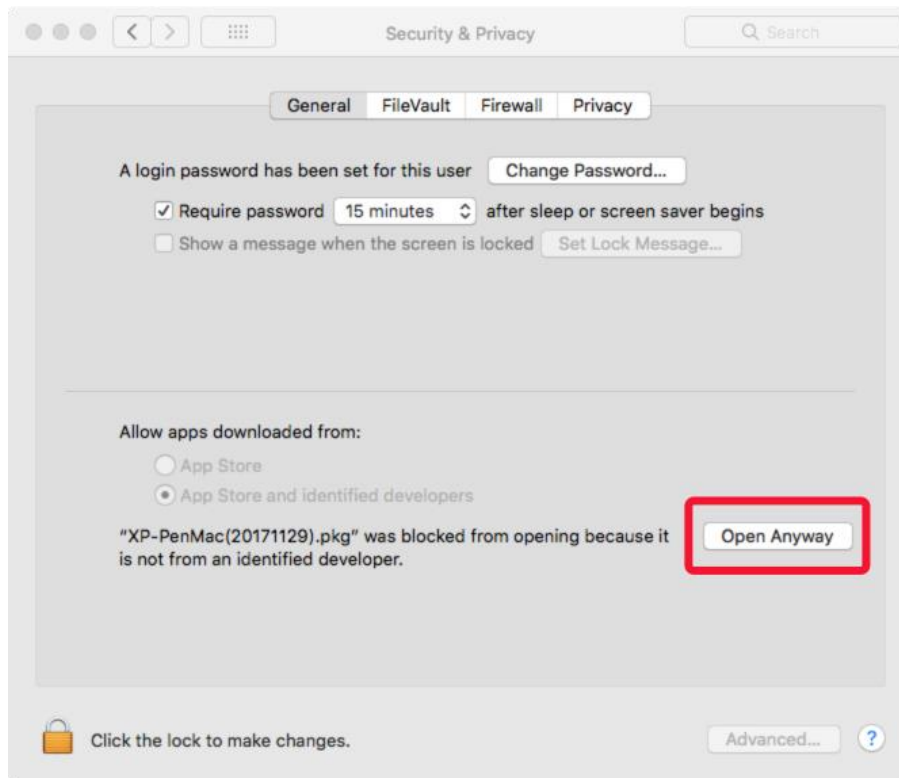 Security & Privacy
Search
General FileVault Firewall Privacy
A login password has been set for this user Change Password...
Require password 15 minutes after sleep or screen saver begins
Show a message when the screen is locked Set Lock Message...
Allow apps downloaded from:
App Store
App Store and identified developers
“XP-PenMac(20171129).pkg” was blocked from opening because it Open Anyway
is not from an identified developer.
Click the lock to make changes. Advanced... ?